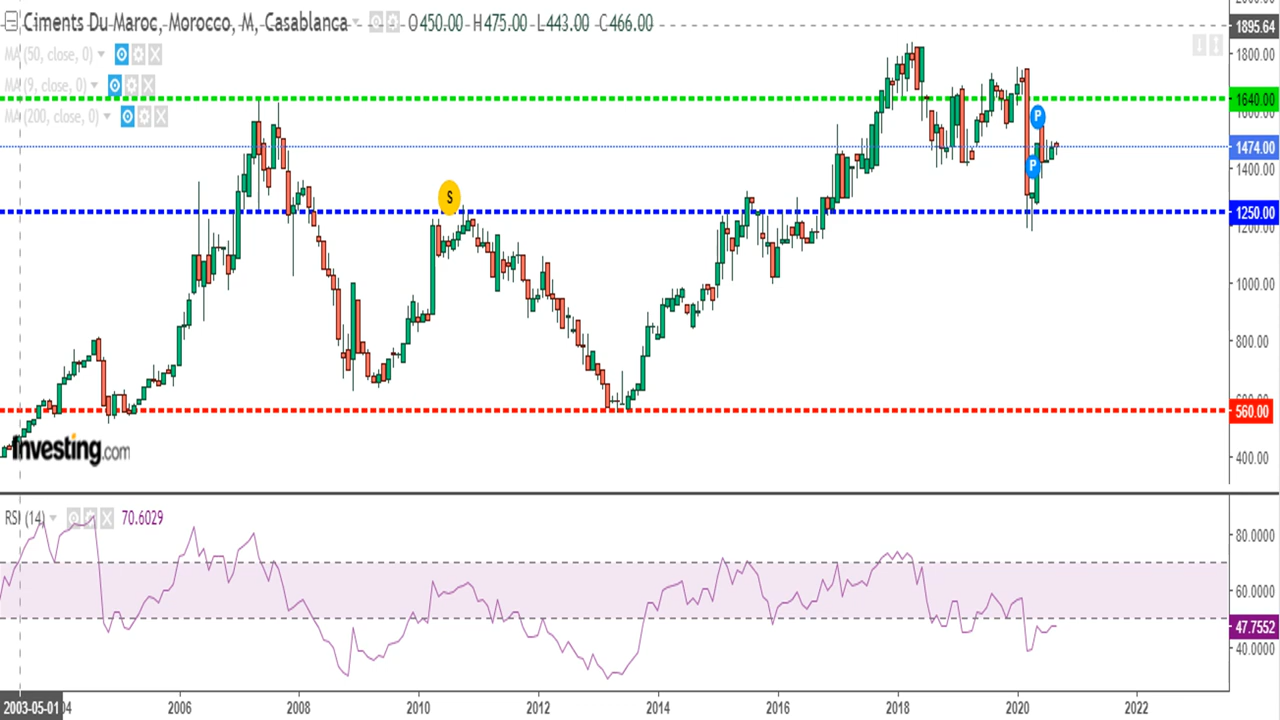 Ciments Du Maroc, Morocco, M, Casablanca O450.00 H475.00 L443.00 C466.00
MA (50, close, 0)
MA (9, close, 0)
MA (200, close, 0)
1895.64
1800.00
1640.00
1600.00
1474.00
1400.00
1250.00
1200.00
1000.00
800.00
560.00
400.00
P
P
S
Investing.com
RSI (14) 70.6029
80.0000
60.0000
47.7552
40.0000
2003-05-01 04 2006 2008 2010 2012 2014 2016 2018 2020 2022